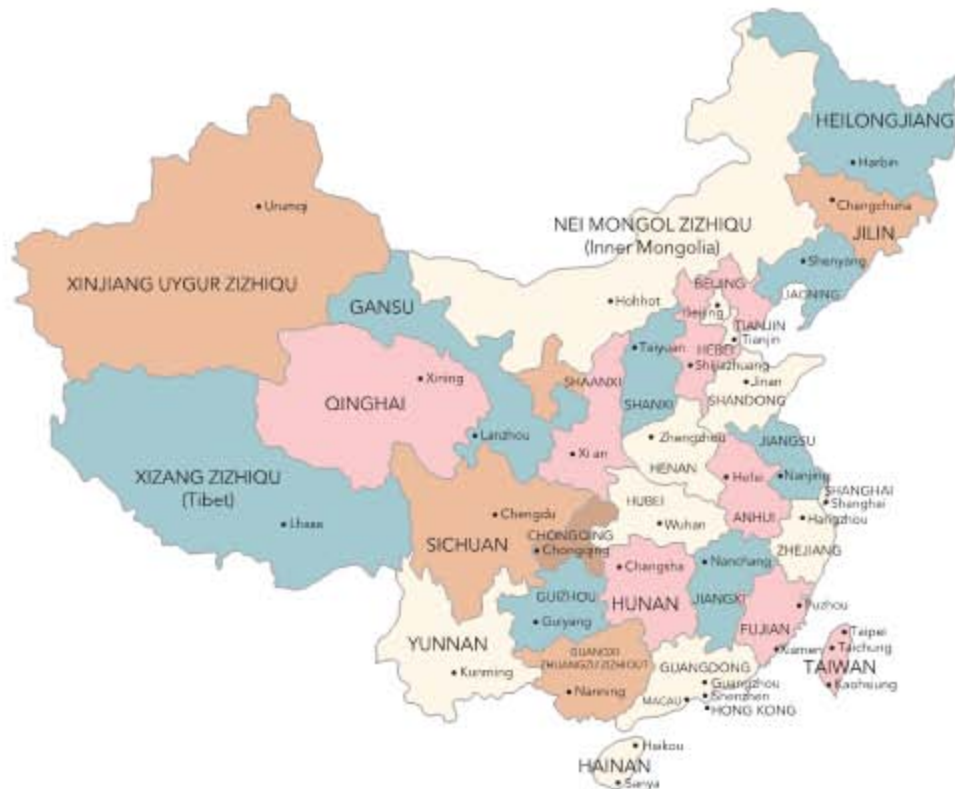 HEILONGJIANG
Harbin
Changchuna
JILIN
Urumqi
NEI MONGOL ZIZHIQU
(Inner Mongolia)
Shenyang
XINJIANG UYGUR ZIZHIQU
GANSU
Hohhot
BEIJING
Beijing
LIAONING
TIANJIN
Tianjin
Taiyuan
HEBEI
Shijiazhuang
Xining
SHAANXI
Jinan
SHANDONG
QINGHAI
SHANXI
Lanzhou
Zhengzhou
JIANGSU
Xi an
HENAN
Hefei
Nanjing
XIZANG ZIZHIQU
(Tibet)
SHANGHAI
Shanghai
HUBEI
ANHUI
Hangzhou
Lhasa
Chengdu
Wuhan
ZHEJIANG
SICHUAN
CHONGQING
Chongqing
Changsha
Nanchang
GUIZHOU
HUNAN
JIANGXI
Fuzhou
Guiyang
FUJIAN
Taipei
YUNNAN
GUANGXI
ZHUANGZU ZIZHIQUT
Xiamen
Taichung
Kunming
GUANGDONG
TAIWAN
Guangzhou
Kaohsiung
Nanning
MACAU
Shenzhen
HONG KONG
Haikou
HAINAN
Sanya